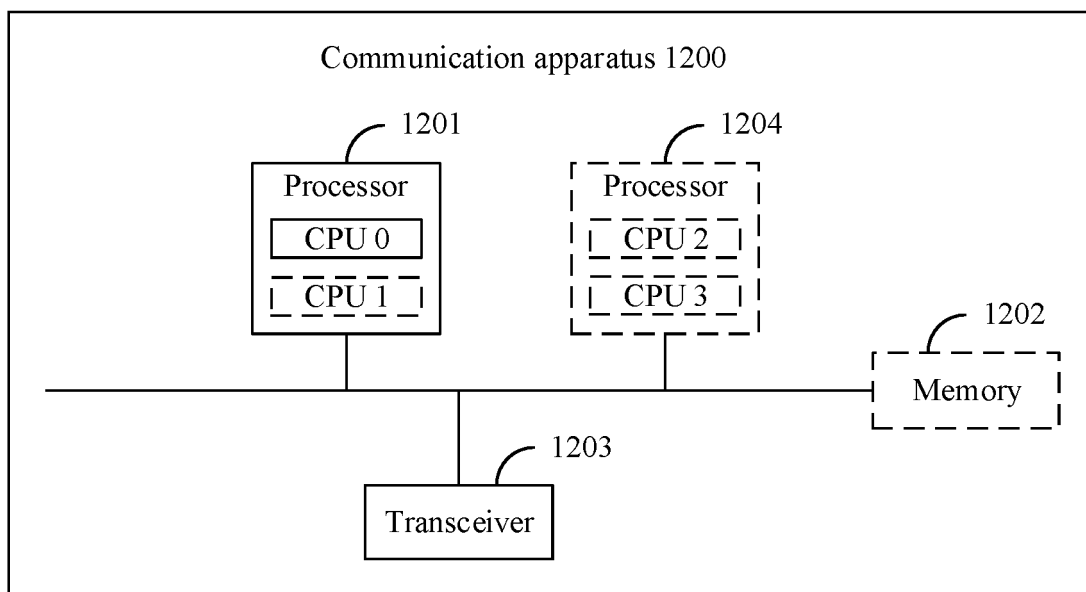 Communication apparatus 1200
1201
1204
Processor
Processor
CPU 0
CPU 2
CPU 1
CPU 3
1202
Memory
1203
Transceiver